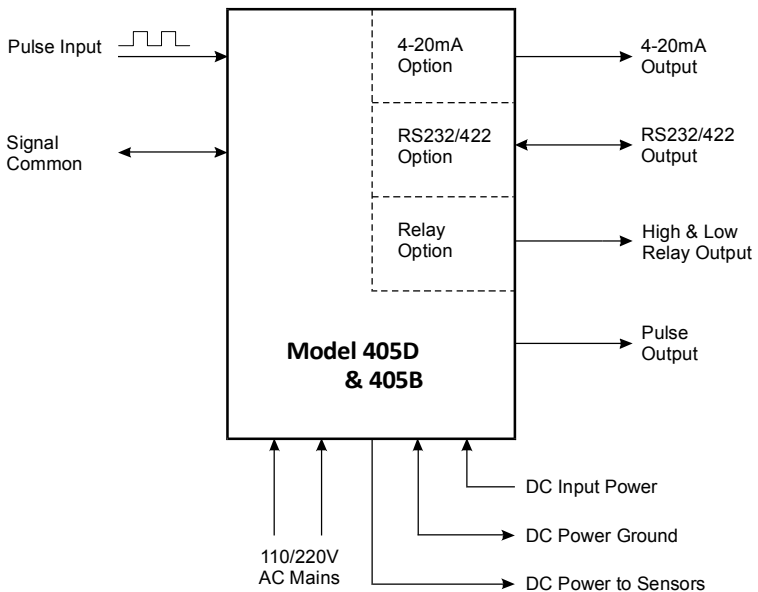 Pulse Input
Signal
Common
4-20mA
Option
RS232/422
Option
Relay
Option
Model 405D
& 405B
4-20mA
Output
RS232/422
Output
High & Low
Relay Output
Pulse
Output
110/220V
AC Mains
DC Input Power
DC Power Ground
DC Power to Sensors